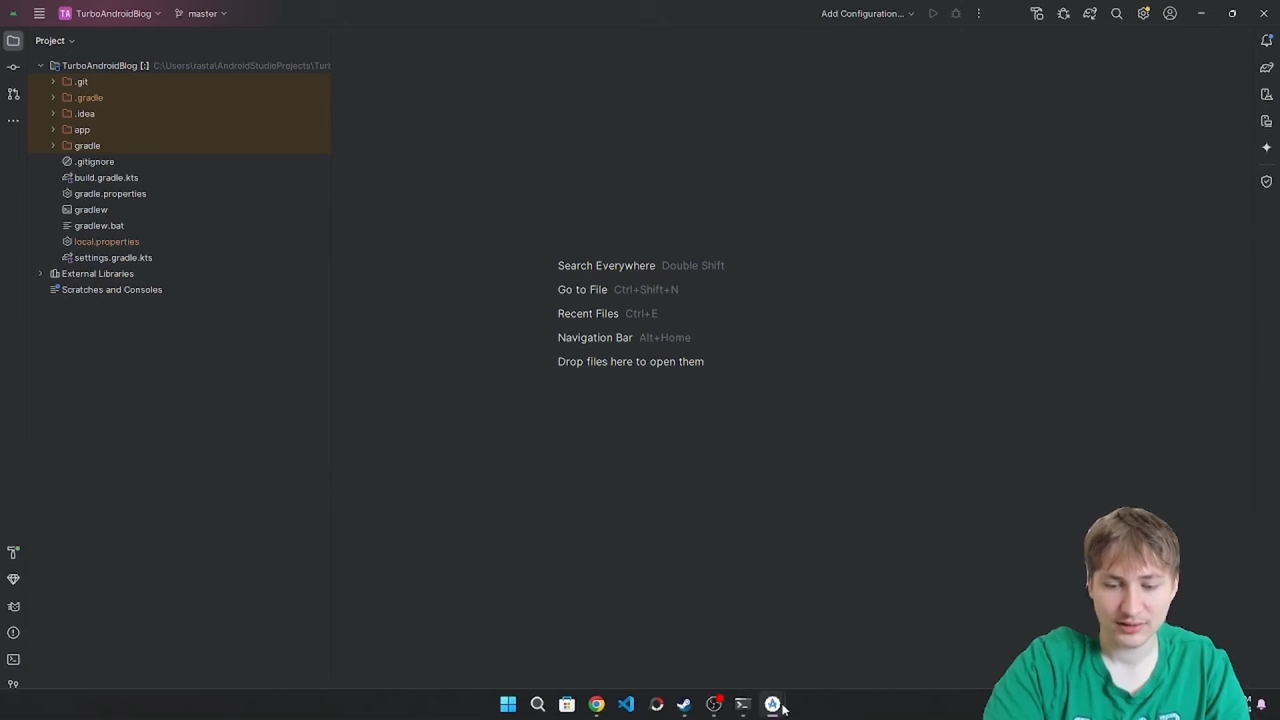 TA TurboAndroidBlog master Add Configuration...
Project
TurboAndroidBlog [:] C:\Users\rasta\AndroidStudioProjects\Turt
.git
.gradle
.idea
app
gradle
.gitignore
build.gradle.kts
gradle.properties
gradlew
gradlew.bat
local.properties
settings.gradle.kts
External Libraries
Scratches and Consoles
Search Everywhere Double Shift
Go to File Ctrl+Shift+N
Recent Files Ctrl+E
Navigation Bar Alt+Home
Drop files here to open them